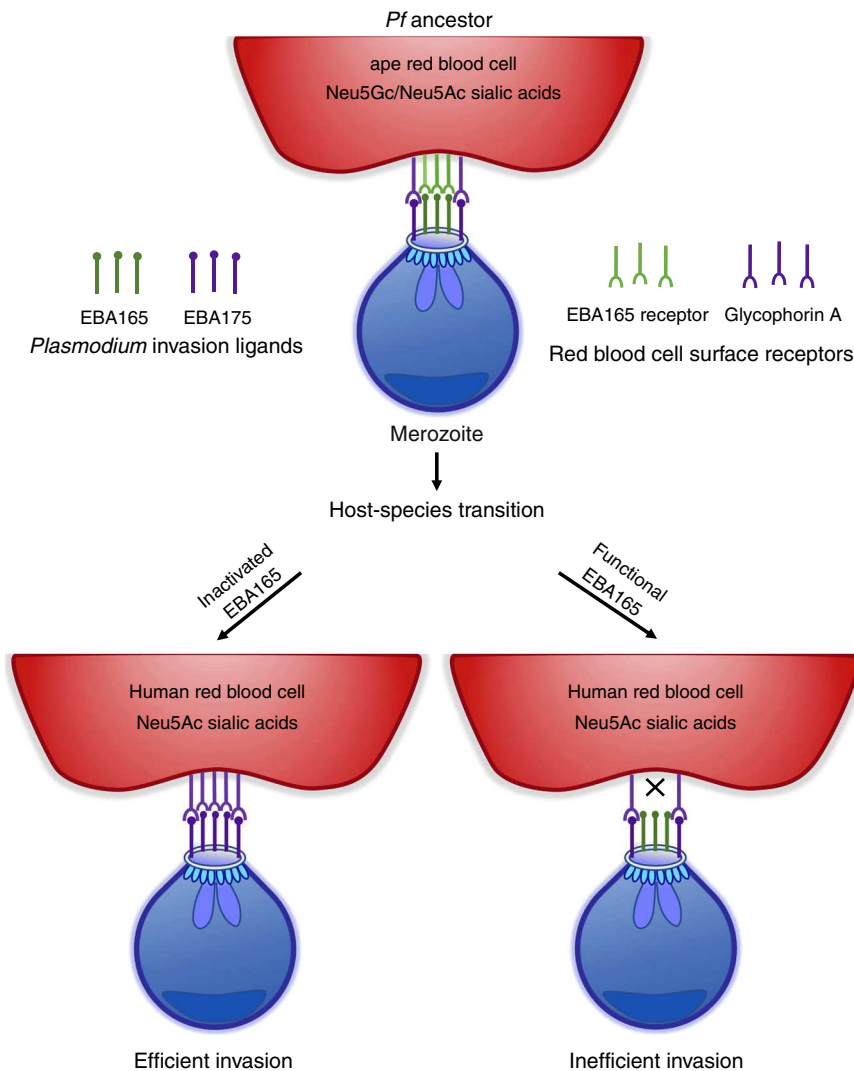 Pf ancestor
ape red blood cell
Neu5Gc/Neu5Ac sialic acids
EBA165
EBA175
Plasmodium invasion ligands
EBA165 receptor
Glycophorin A
Red blood cell surface receptors
Merozoite
Host-species transition
Inactivated
EBA165
Functional
EBA165
Human red blood cell
Neu5Ac sialic acids
Human red blood cell
Neu5Ac sialic acids
Efficient invasion
Inefficient invasion